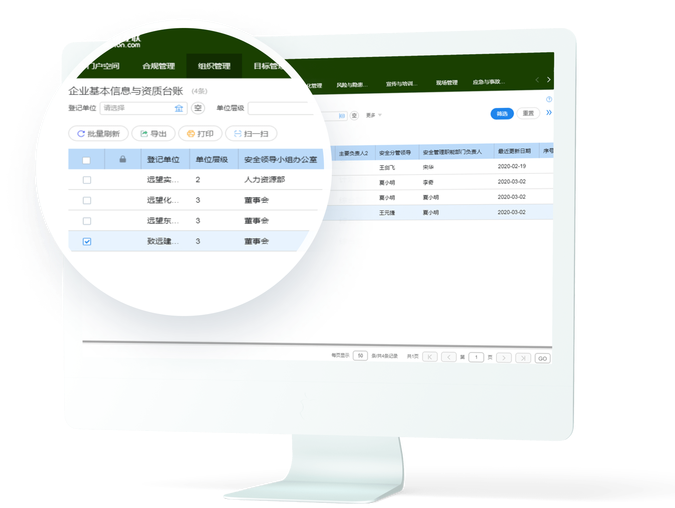 on.com
门户空间 合规管理 组织管理 目标管
风险与隐患... 宣传与培训... 现场管理 应急与事故...
企业基本信息与资质台账 (4条)
登记单位 请选择 空 单位层级
空 更多 筛选 重置
批量刷新 导出 打印 扫一扫
登记单位 单位层级 安全领导小组办公室 主要负责人2 安全分管领导 安全管理职能部门负责人 最近更新日期 序号
远望实... 2 人力资源部 王剑飞 宋华 2020-02-19
远望化... 3 董事会 夏小明 李奇 2020-03-02
远望东... 3 董事会 夏小明 夏小明 2020-03-02
致远建... 3 董事会 王元清 夏小明 2020-03-02
每页显示 50 条/共4条记录 共1页 第 1 页 GO